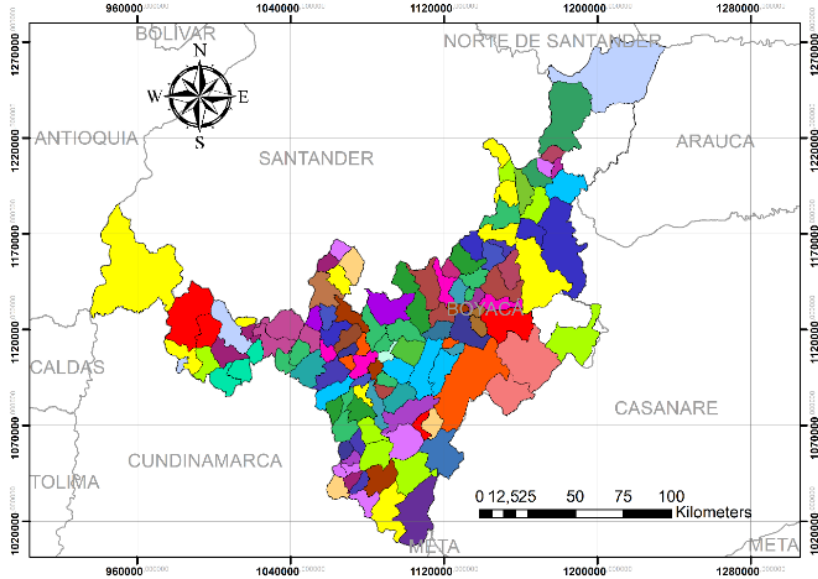 960000 1040000 1120000 1200000 1280000
BOLÍVAR
NORTE DE SANTANDER
1270000 1270000
N
W E
S
ANTIOQUIA
ARAUCA
1220000 1220000
SANTANDER
1170000 1170000
BOYACÁ
1120000 1120000
CALDAS
CASANARE
1070000 1070000
CUNDINAMARCA
TOLIMA
0 12,525 50 75 100
Kilometers
1020000 1020000
META
META
960000 1040000 1120000 1200000 1280000